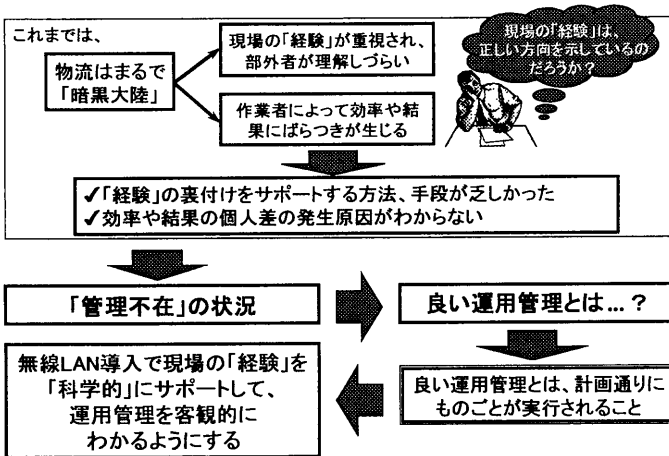 これまでは、
物流はまるで
「暗黒大陸」
現場の「経験」が重視され、
部外者が理解しづらい
作業者によって効率や結
果にばらつきが生じる
現場の「経験」は、
正しい方向を示しているの
だろうか？
✓「経験」の裏付けをサポートする方法、手段が乏しかった
✓効率や結果の個人差の発生原因がわからない
「管理不在」の状況
良い運用管理とは...？
良い運用管理とは、計画通りに
ものごとが実行されること
無線LAN導入で現場の「経験」を
「科学的」にサポートして、
運用管理を客観的に
わかるようにする